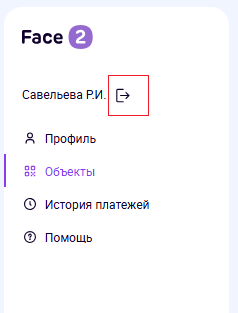 Face 2
Савельева Р.И.
Профиль
Объекты
История платежей
Помощь